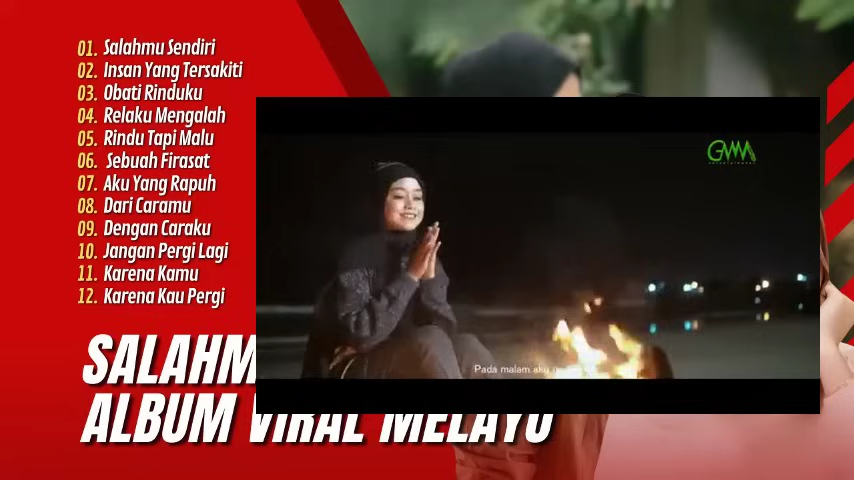 01. Salahmu Sendiri
02. Insan Yang Tersakiti
03. Obati Rinduku
04. Relaku Mengalah
05. Rindu Tapi Malu
06. Sebuah Firasat
07. Aku Yang Rapuh
08. Dari Caramu
09. Dengan Caraku
10. Jangan Pergi Lagi
11. Karena Kamu
12. Karena Kau Pergi
GMA
Pada malam aku
SALAHM
ALBUM VIRAL MELAYU